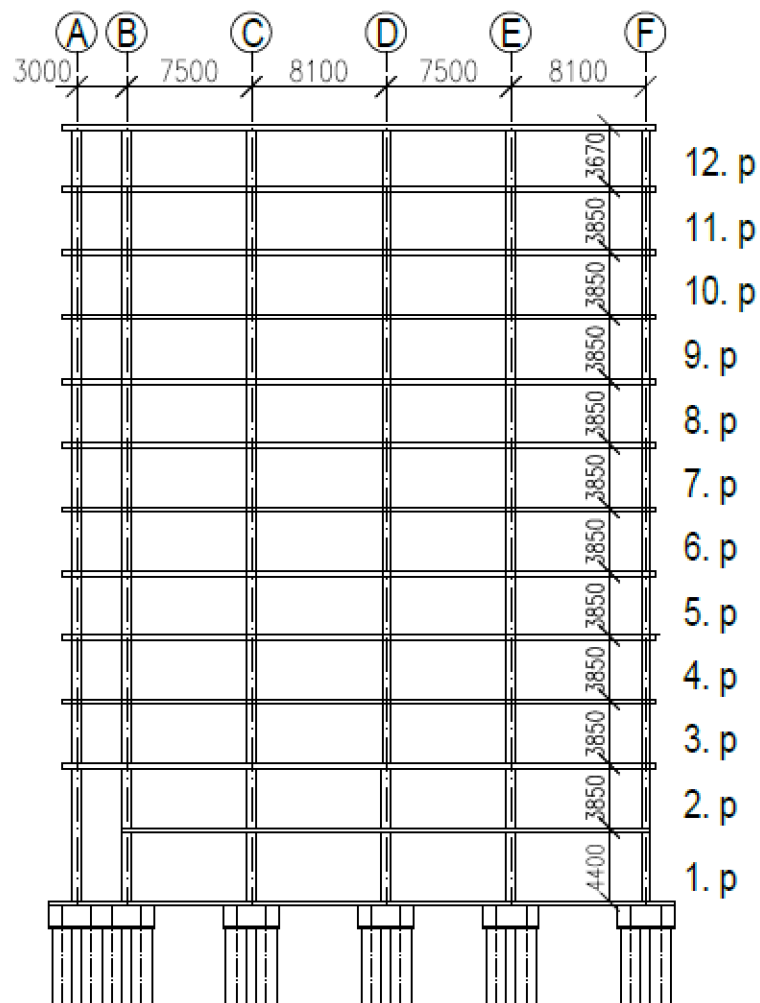 A B C D E F
3000 7500 8100 7500 8100
3670 12. p
3850 11. p
3850 10. p
3850 9. p
3850 8. p
3850 7. p
3850 6. p
3850 5. p
3850 4. p
3850 3. p
3850 2. p
4400 1. p